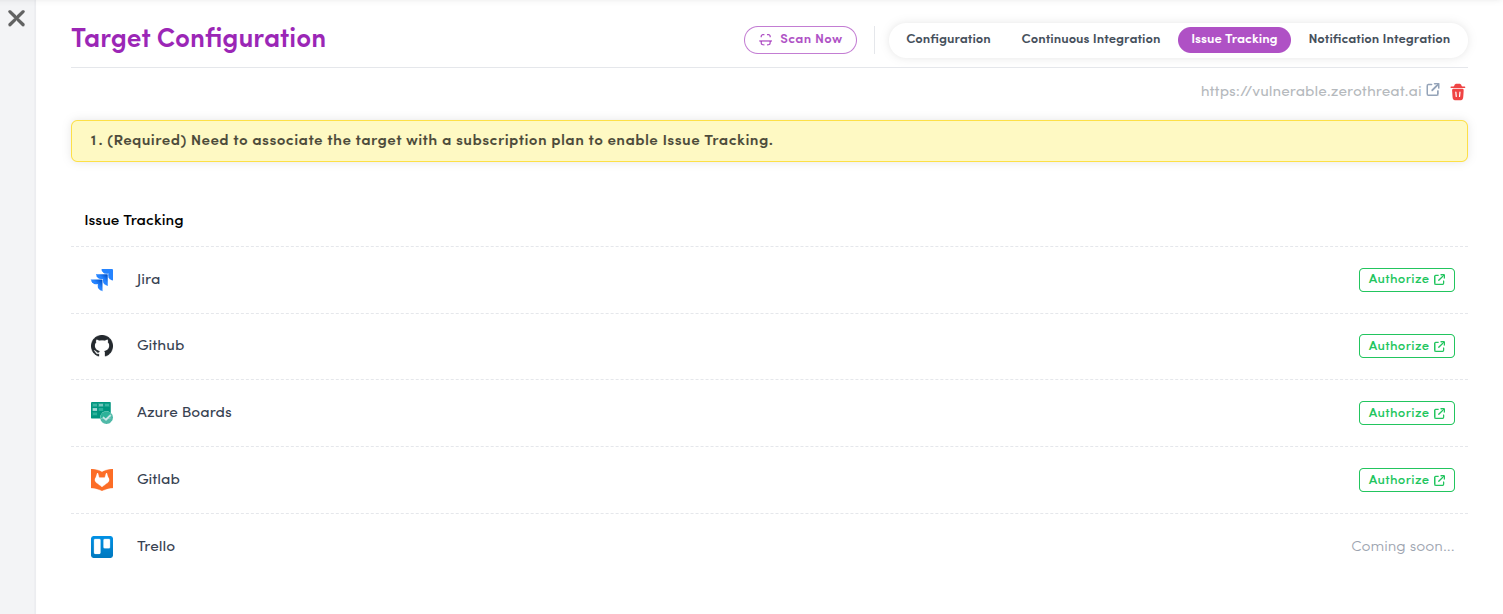 Target Configuration
Scan Now
Configuration
Continuous Integration
Issue Tracking
Notification Integration
https://vulnerable.zerothreat.ai
1. (Required) Need to associate the target with a subscription plan to enable Issue Tracking.
Issue Tracking
Jira
Authorize
Github
Authorize
Azure Boards
Authorize
Gitlab
Authorize
Trello
Coming soon...